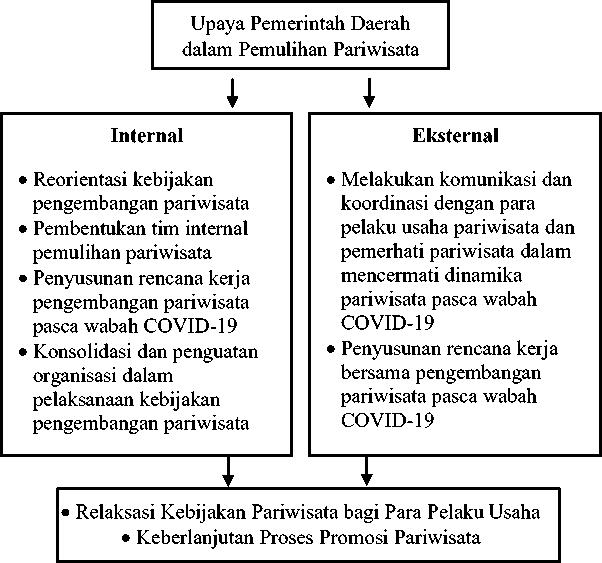 Upaya Pemerintah Daerah
dalam Pemulihan Pariwisata
Internal
• Reorientasi kebijakan
pengembangan pariwisata
• Pembentukan tim internal
pemulihan pariwisata
• Penyusunan rencana kerja
pengembangan pariwisata
pasca wabah COVID-19
• Konsolidasi dan penguatan
organisasi dalam
pelaksanaan kebijakan
pengembangan pariwisata
Eksternal
• Melakukan komunikasi dan
koordinasi dengan para
pelaku usaha pariwisata dan
pemerhati pariwisata dalam
mencermati dinamika
pariwisata pasca wabah
COVID-19
• Penyusunan rencana kerja
bersama pengembangan
pariwisata pasca wabah
COVID-19
• Relaksasi Kebijakan Pariwisata bagi Para Pelaku Usaha
• Keberlanjutan Proses Promosi Pariwisata